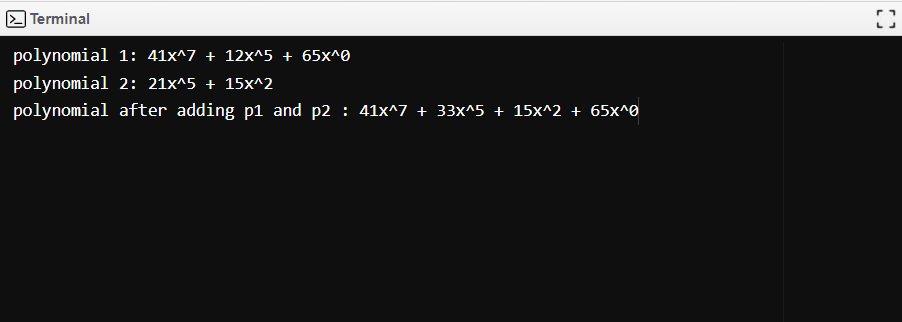 Terminal
polynomial 1: 41x^7 + 12x^5 + 65x^0
polynomial 2: 21x^5 + 15x^2
polynomial after adding p1 and p2 : 41x^7 + 33x^5 + 15x^2 + 65x^0